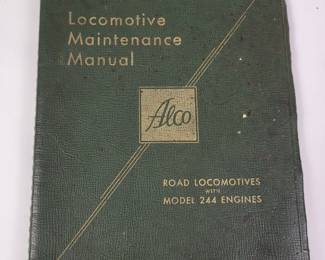 Locomotive
Maintenance
Manual
Alco
ROAD LOCOMOTIVES
WITH
MODEL 244 ENGINES